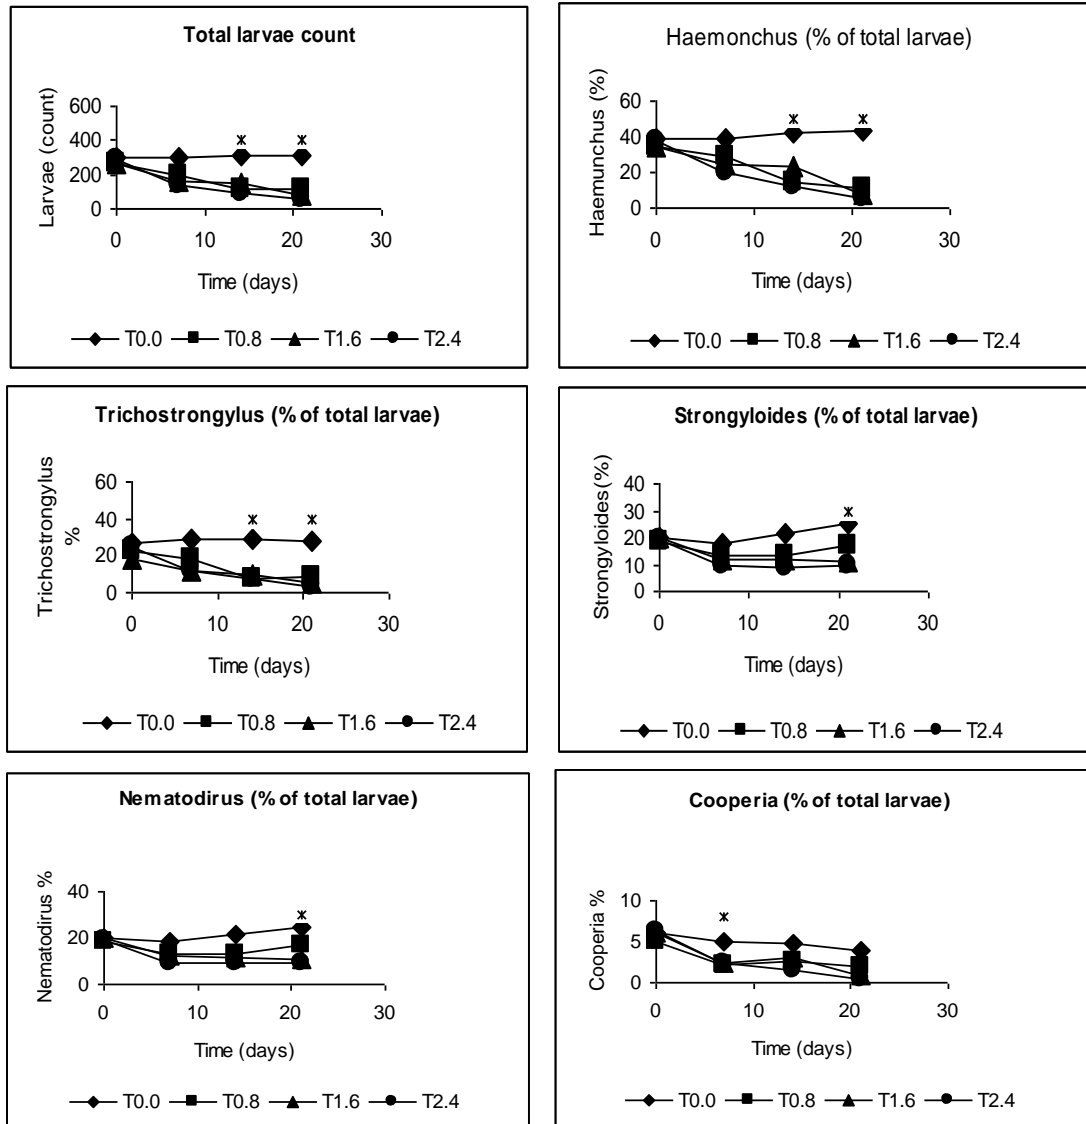 Total larvae count
Larvae (count)
600
400
200
0
* *
0 10 20 30
Time (days)
T0.0 T0.8 T1.6 T2.4
Haemonchus (% of total larvae)
Haemunchus (%)
60
40
20
0
* *
0 10 20 30
Time (days)
T0.0 T0.8 T1.6 T2.4
Trichostrongylus (% of total larvae)
Trichostrongylus
%
60
40
20
0
* *
0 10 20 30
Time (days)
T0.0 T0.8 T1.6 T2.4
Strongyloides (% of total larvae)
Strongyloides (%)
40
30
20
10
0
*
0 10 20 30
Time (days)
T0.0 T0.8 T1.6 T2.4
Nematodirus (% of total larvae)
Nematodirus %
40
20
0
*
0 10 20 30
Time (days)
T0.0 T0.8 T1.6 T2.4
Cooperia (% of total larvae)
Cooperia %
10
5
0
*
0 10 20 30
Time (days)
T0.0 T0.8 T1.6 T2.4